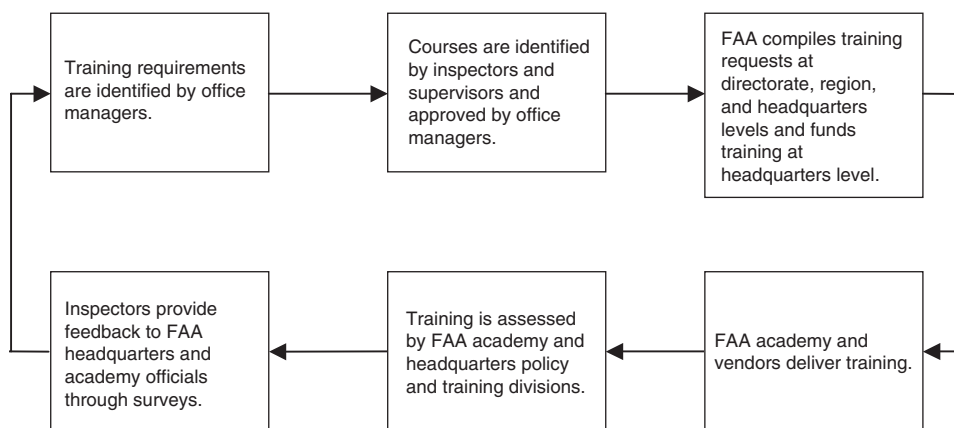 Training requirements
are identified by office
managers.
Courses are identified
by inspectors and
supervisors and
approved by office
managers.
FAA compiles training
requests at
directorate, region,
and headquarters
levels and funds
training at
headquarters level.
Inspectors provide
feedback to FAA
headquarters and
academy officials
through surveys.
Training is assessed
by FAA academy and
headquarters policy
and training divisions.
FAA academy and
vendors deliver training.